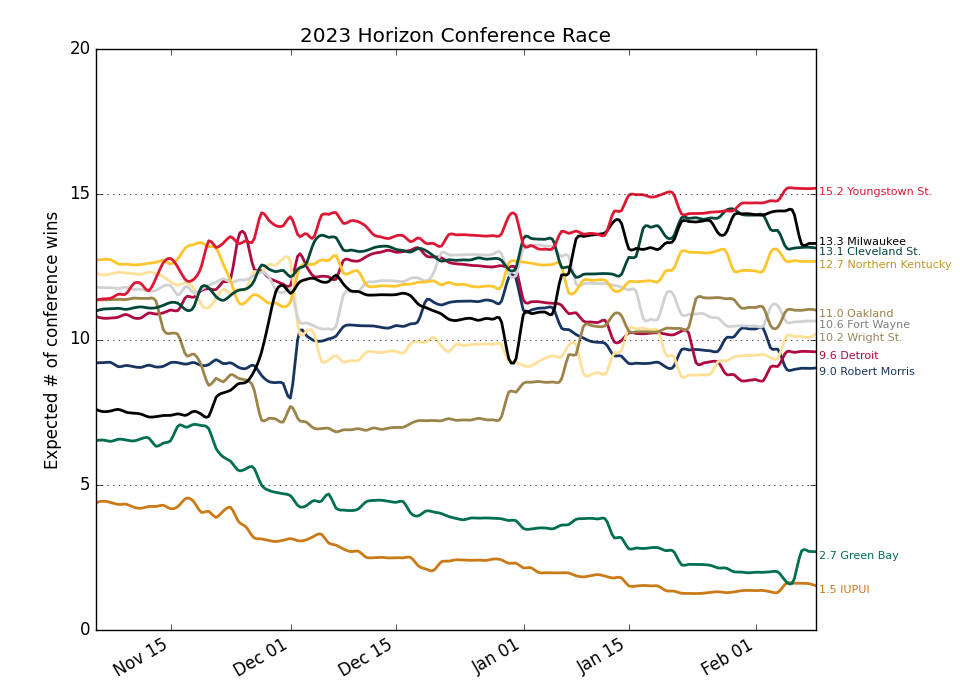 2023 Horizon Conference Race
Expected # of conference wins
20
15
10
5
0
15.2 Youngstown St.
13.3 Milwaukee
13.1 Cleveland St.
12.7 Northern Kentucky
11.0 Oakland
10.6 Fort Wayne
10.2 Wright St.
9.6 Detroit
9.0 Robert Morris
2.7 Green Bay
1.5 IUPUI
Nov 15
Dec 01
Dec 15
Jan 01
Jan 15
Feb 01